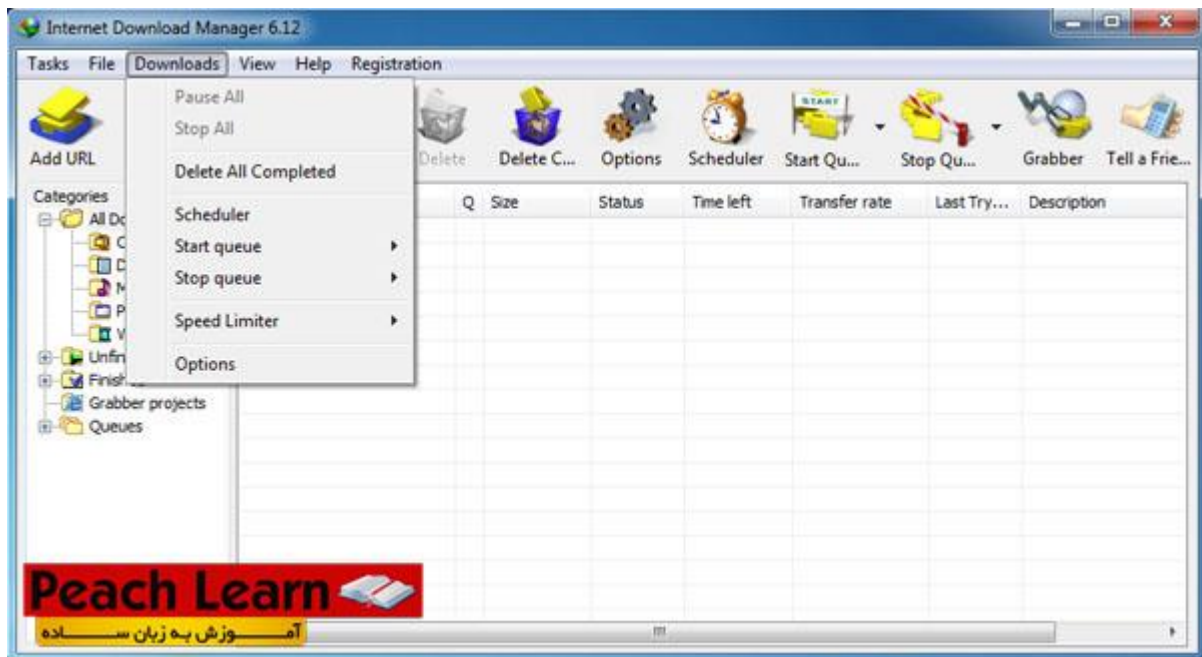 Internet Download Manager 6.12
Tasks File Downloads View Help Registration
Pause All
Stop All
Delete All Completed
Scheduler
Start queue
Stop queue
Speed Limiter
Options
Add URL Delete Delete C... Options Scheduler Start Qu... Stop Qu... Grabber Tell a Frie...
START
Categories
Q Size Status Time left Transfer rate Last Try... Description
All Do
C
D
M
P
V
Unfin
Finish
Grabber projects
Queues
Peach Learn
آمـــوزش بـه زبان ســـــاده